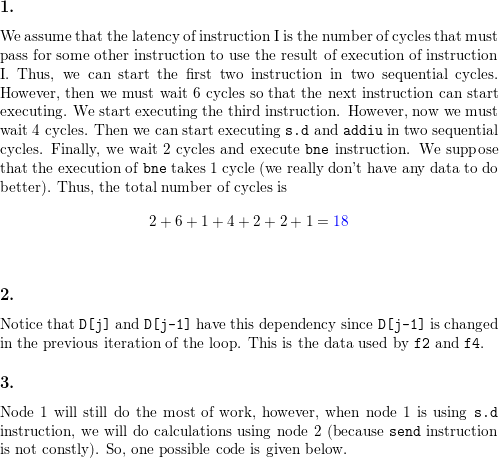 1.
We assume that the latency of instruction I is the number of cycles that must
pass for some other instruction to use the result of execution of instruction
I. Thus, we can start the first two instruction in two sequential cycles.
However, then we must wait 6 cycles so that the next instruction can start
executing. We start executing the third instruction. However, now we must
wait 4 cycles. Then we can start executing s.d and addiu in two sequential
cycles. Finally, we wait 2 cycles and execute bne instruction. We suppose
that the execution of bne takes 1 cycle (we really don't have any data to do
better). Thus, the total number of cycles is
2 + 6 + 1 + 4 + 2 + 2 + 1 = 18
2.
Notice that D[j] and D[j-1] have this dependency since D[j-1] is changed
in the previous iteration of the loop. This is the data used by f2 and f4.
3.
Node 1 will still do the most of work, however, when node 1 is using s.d
instruction, we will do calculations using node 2 (because send instruction
is not constly). So, one possible code is given below.